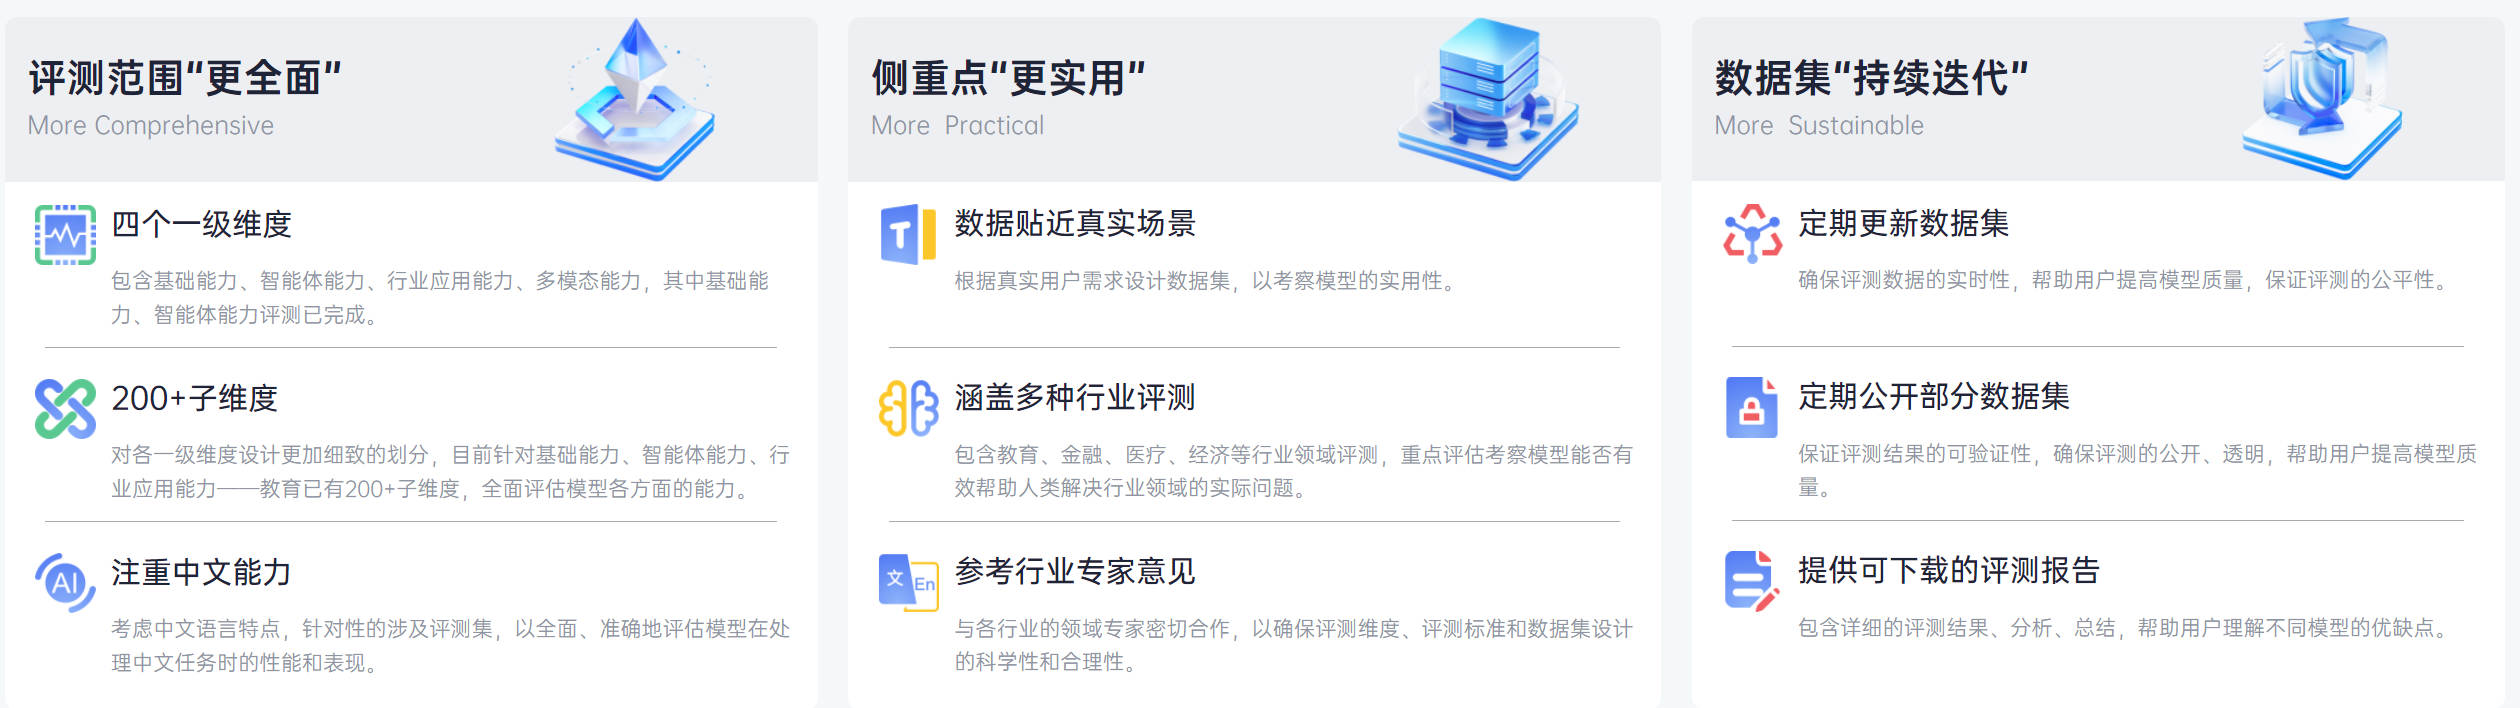 评测范围“更全面”
More Comprehensive
四个一级维度
包含基础能力、智能体能力、行业应用能力、多模态能力，其中基础能
力、智能体能力评测已完成。
200+子维度
对各一级维度设计更加细致的划分，目前针对基础能力、智能体能力、行
业应用能力——教育已有200+子维度，全面评估模型各方面的能力。
AI
注重中文能力
考虑中文语言特点，针对性的涉及评测集，以全面、准确地评估模型在处
理中文任务时的性能和表现。
侧重点“更实用”
More Practical
T
数据贴近真实场景
根据真实用户需求设计数据集，以考察模型的实用性。
涵盖多种行业评测
包含教育、金融、医疗、经济等行业领域评测，重点评估考察模型能否有
效帮助人类解决行业领域的实际问题。
文 En
参考行业专家意见
与各行业的领域专家密切合作，以确保评测维度、评测标准和数据集设计
的科学性和合理性。
数据集“持续迭代”
More Sustainable
定期更新数据集
确保评测数据的实时性，帮助用户提高模型质量，保证评测的公平性。
定期公开部分数据集
保证评测结果的可验证性，确保评测的公开、透明，帮助用户提高模型质
量。
提供可下载的评测报告
包含详细的评测结果、分析、总结，帮助用户理解不同模型的优缺点。